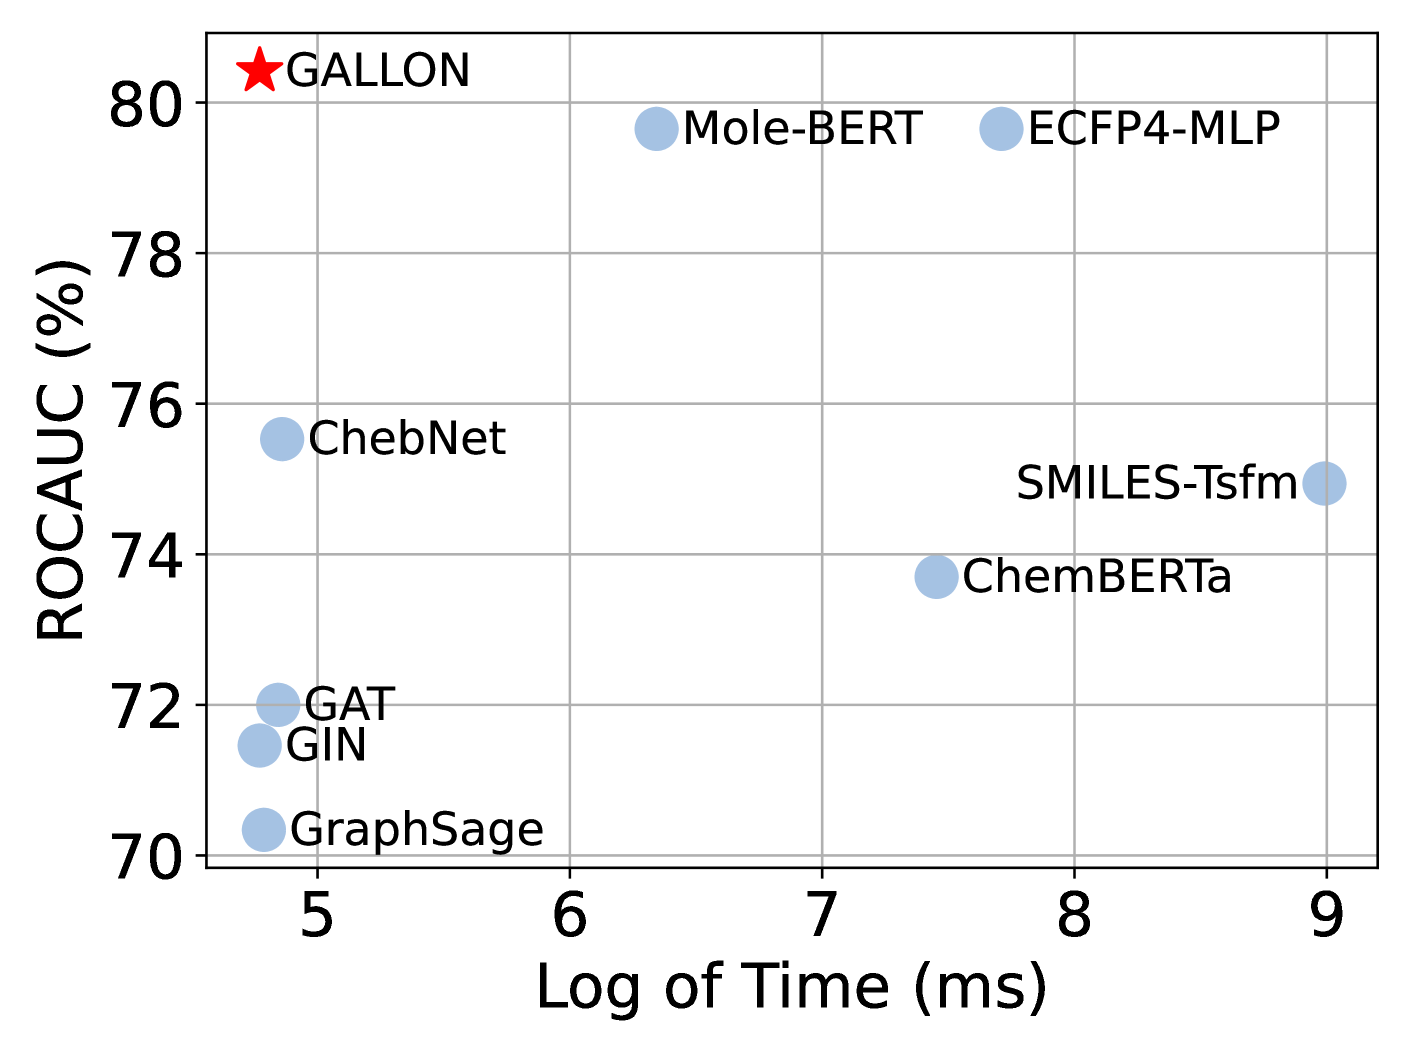 GALLON
80
Mole-BERT
ECFP4-MLP
78
76
ChebNet
SMILES-Tsfm
74
ChemBERTa
72
GAT
GIN
GraphSage
70
ROCAUC (%)
5
6
7
8
9
Log of Time (ms)